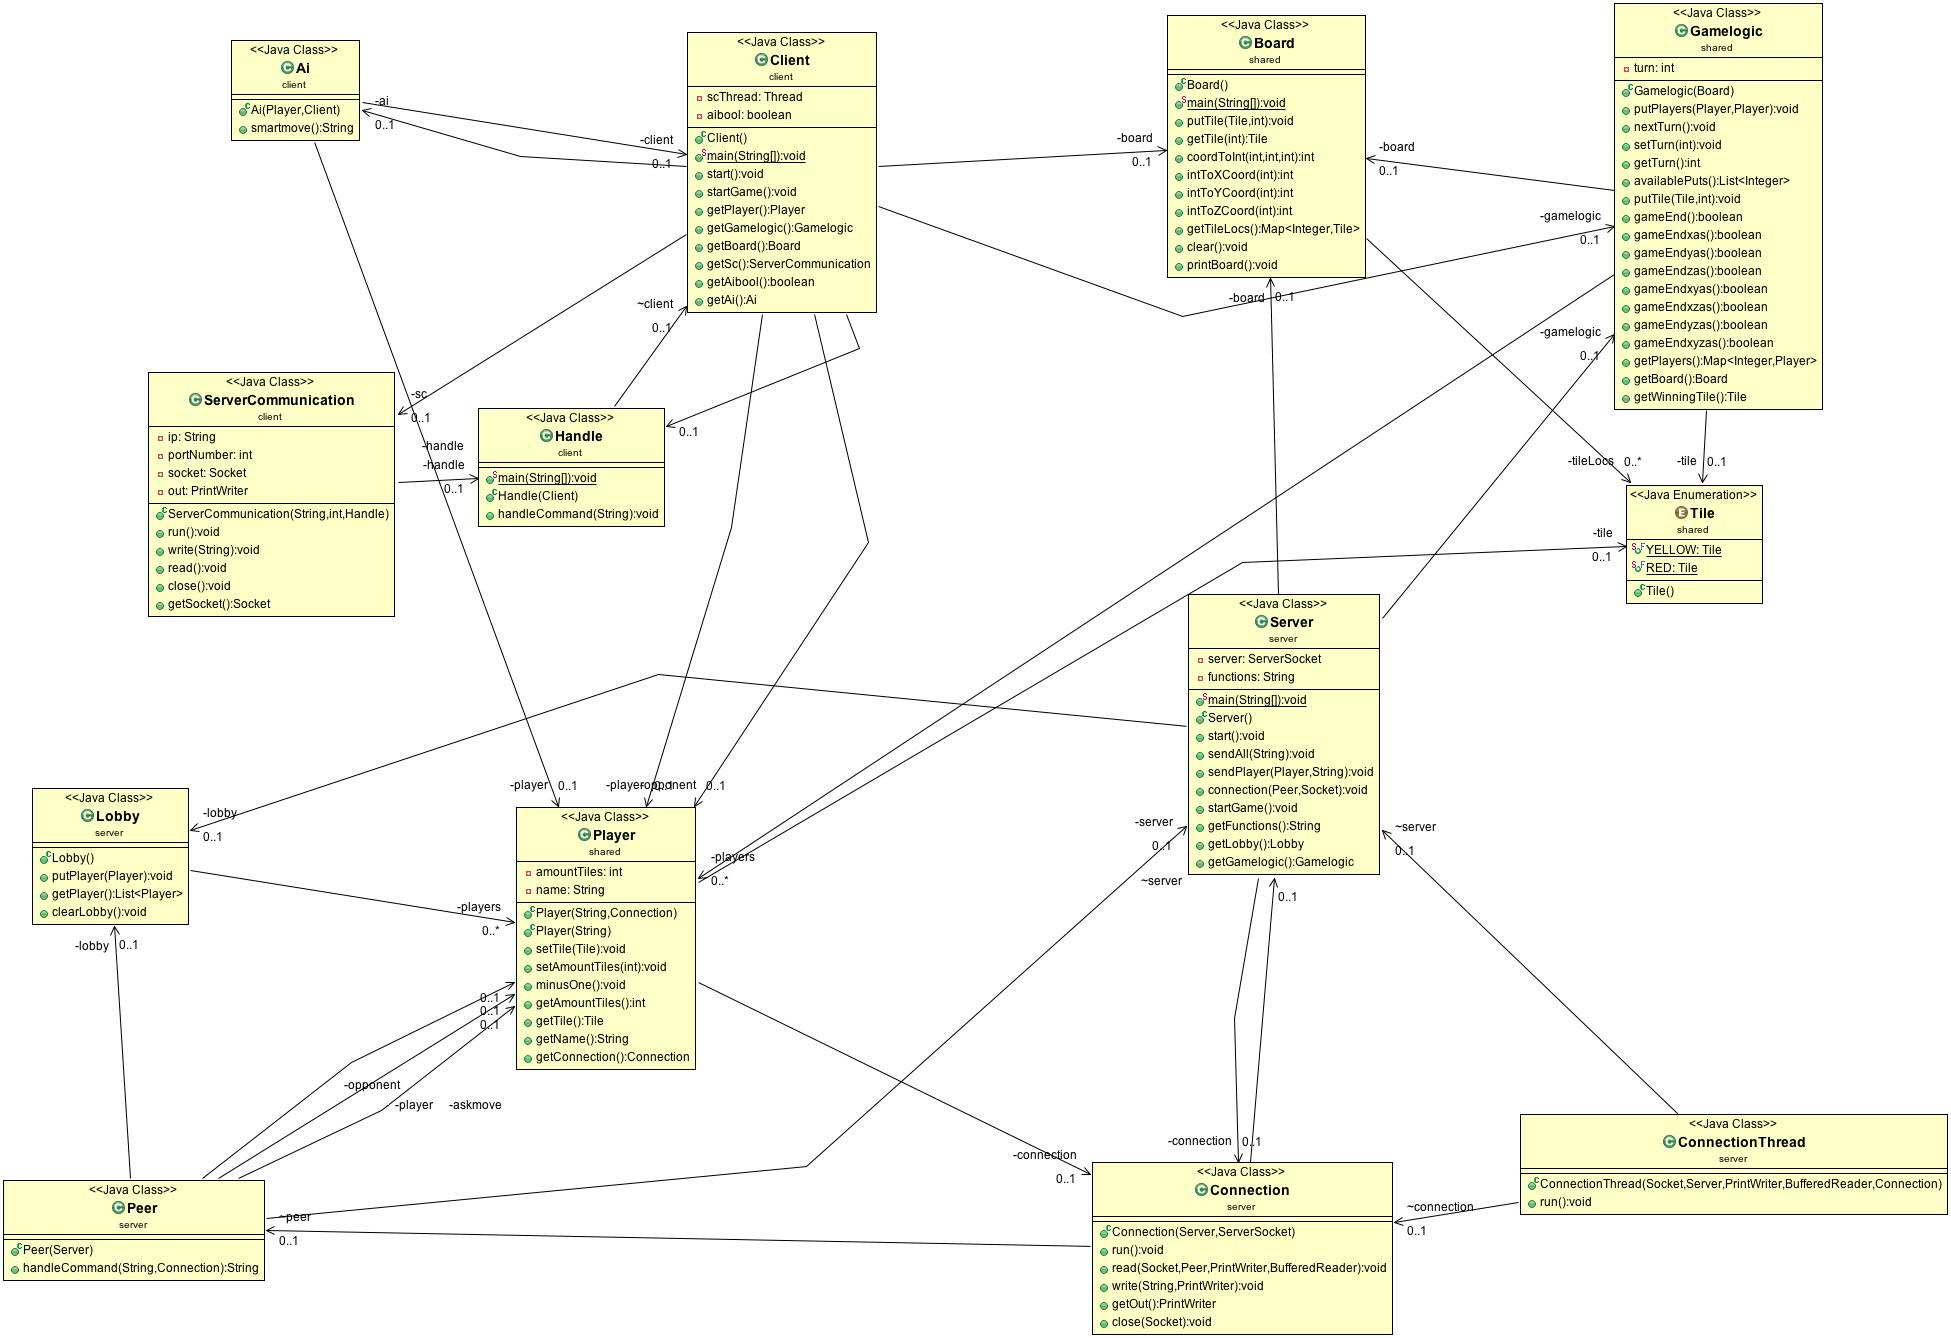 <<Java Class>>
Ai
client
Ai(Player,Client)
smartmove():String
<<Java Class>>
Client
client
scThread: Thread
aibool: boolean
Client()
main(String[]):void
start():void
startGame():void
getPlayer():Player
getGamelogic():Gamelogic
getBoard():Board
getSc():ServerCommunication
getAibool():boolean
getAi():Ai
<<Java Class>>
Board
shared
Board()
main(String[]):void
putTile(Tile,int):void
getTile(int):Tile
coordToInt(int,int,int):int
intToXCoord(int):int
intToYCoord(int):int
intToZCoord(int):int
getTileLocs():Map<Integer,Tile>
clear():void
printBoard():void
<<Java Class>>
Gamelogic
shared
turn: int
Gamelogic(Board)
putPlayers(Player,Player):void
nextTurn():void
setTurn(int):void
getTurn():int
availablePuts():List<Integer>
putTile(Tile,int):void
gameEnd():boolean
gameEndxas():boolean
gameEndyas():boolean
gameEndzas():boolean
gameEndxyas():boolean
gameEndxzas():boolean
gameEndyzas():boolean
gameEndxyzas():boolean
getPlayers():Map<Integer,Player>
getBoard():Board
getWinningTile():Tile
-ai
0..1
-client
0..1
-board
0..1
-board
0..1
-gamelogic
0..1
-board
0..1
-gamelogic
0..1
~client
0..1
-sc
0..1
-handle
0..1
-handle
0..1
-tileLocs
0..*
-tile
0..1
-tile
0..1
<<Java Class>>
ServerCommunication
client
ip: String
portNumber: int
socket: Socket
out: PrintWriter
ServerCommunication(String,int,Handle)
run():void
write(String):void
read():void
close():void
getSocket():Socket
<<Java Class>>
Handle
client
main(String[]):void
Handle(Client)
handleCommand(String):void
<<Java Enumeration>>
Tile
shared
YELLOW: Tile
RED: Tile
Tile()
<<Java Class>>
Server
server
server: ServerSocket
functions: String
main(String[]):void
Server()
start():void
sendAll(String):void
sendPlayer(Player,String):void
connection(Peer,Socket):void
startGame():void
getFunctions():String
getLobby():Lobby
getGamelogic():Gamelogic
-player
0..1
-player
0..1
opponent
0..1
-lobby
0..1
-players
0..*
-server
0..1
~server
0..1
~server
0..1
<<Java Class>>
Lobby
server
Lobby()
putPlayer(Player):void
getPlayer():List<Player>
clearLobby():void
-players
0..*
-lobby
0..1
<<Java Class>>
Player
shared
amountTiles: int
name: String
Player(String,Connection)
Player(String)
setTile(Tile):void
setAmountTiles(int):void
minusOne():void
getAmountTiles():int
getTile():Tile
getName():String
getConnection():Connection
0..1
0..1
0..1
-opponent
-player
-askmove
-connection
0..1
-connection
0..1
~connection
0..1
~peer
0..1
<<Java Class>>
Peer
server
Peer(Server)
handleCommand(String,Connection):String
<<Java Class>>
Connection
server
Connection(Server,ServerSocket)
run():void
read(Socket,Peer,PrintWriter,BufferedReader):void
write(String,PrintWriter):void
getOut():PrintWriter
close(Socket):void
<<Java Class>>
ConnectionThread
server
ConnectionThread(Socket,Server,PrintWriter,BufferedReader,Connection)
run():void